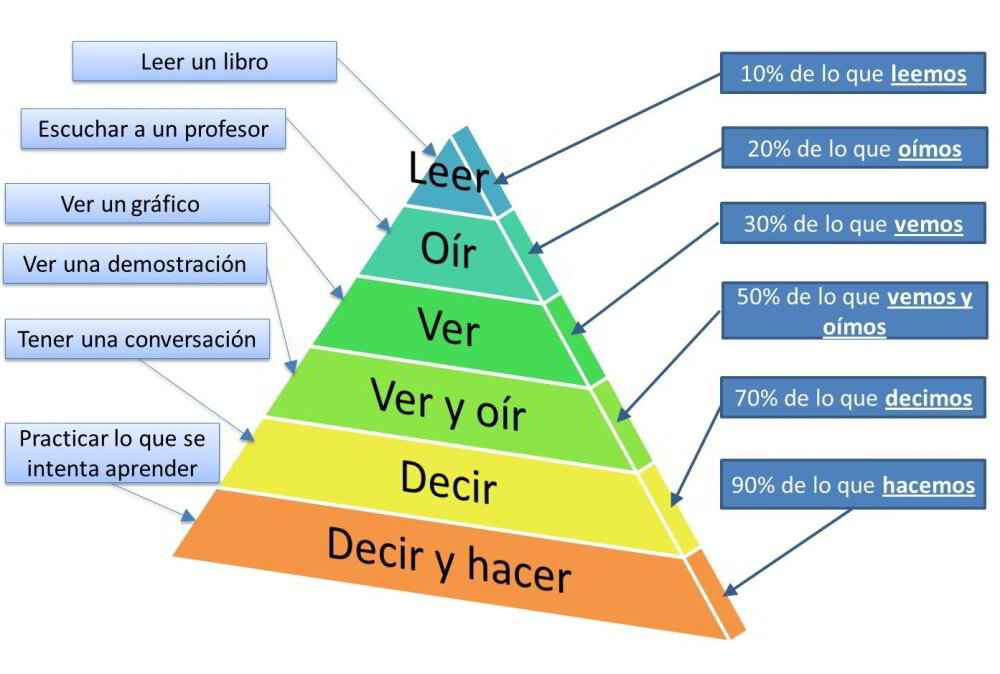 Leer un libro
Escuchar a un profesor
Ver un gráfico
Ver una demostración
Tener una conversación
Practicar lo que se
intenta aprender
Leer
Oír
Ver
Ver y oír
Decir
Decir y hacer
10% de lo que leemos
20% de lo que oímos
30% de lo que vemos
50% de lo que vemos y
oímos
70% de lo que decimos
90% de lo que hacemos